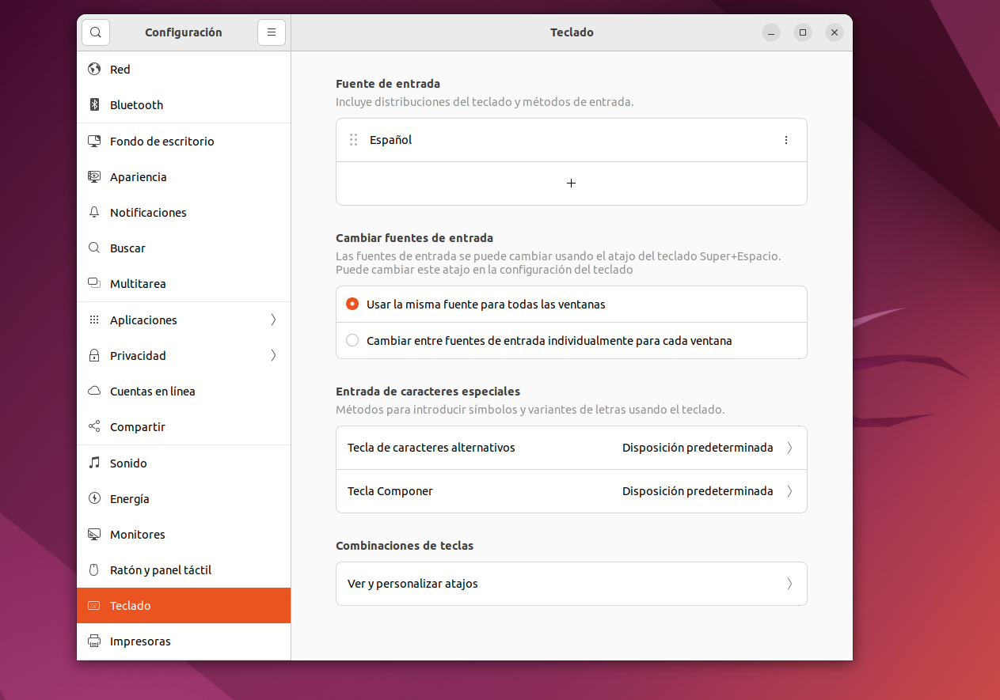 Configuración
Teclado
Red
Bluetooth
Fondo de escritorio
Apariencia
Notificaciones
Buscar
Multitarea
Aplicaciones
Privacidad
Cuentas en línea
Compartir
Sonido
Energía
Monitores
Ratón y panel táctil
Teclado
Impresoras
Fuente de entrada
Incluye distribuciones del teclado y métodos de entrada.
Español
Cambiar fuentes de entrada
Las fuentes de entrada se puede cambiar usando el atajo del teclado Super+Espacio.
Puede cambiar este atajo en la configuración del teclado
Usar la misma fuente para todas las ventanas
Cambiar entre fuentes de entrada individualmente para cada ventana
Entrada de caracteres especiales
Métodos para introducir símbolos y variantes de letras usando el teclado.
Tecla de caracteres alternativos Disposición predeterminada
Tecla Componer Disposición predeterminada
Combinaciones de teclas
Ver y personalizar atajos